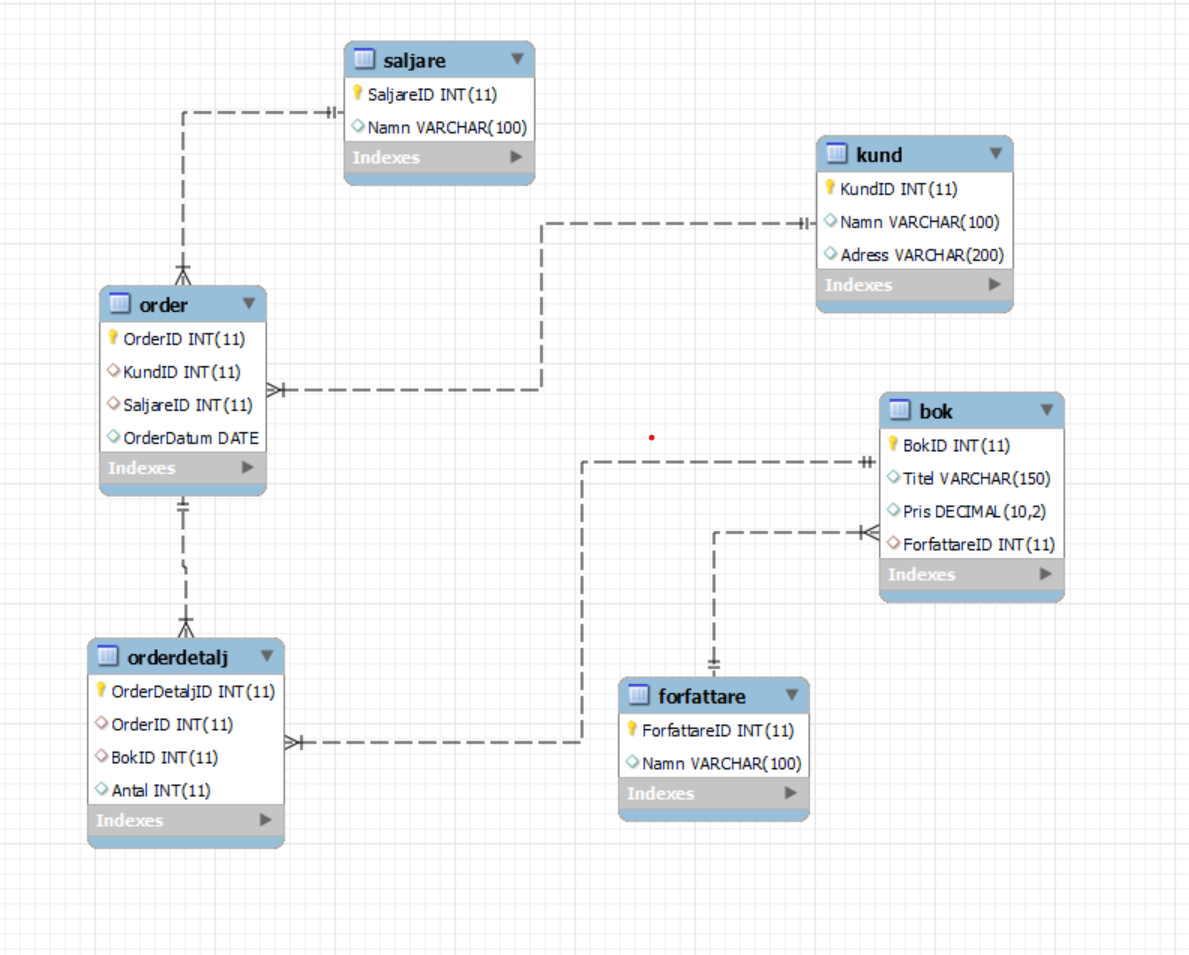 saljare
SaljareID INT(11)
Namn VARCHAR(100)
Indexes
kund
KundID INT(11)
Namn VARCHAR(100)
Adress VARCHAR(200)
Indexes
order
OrderID INT(11)
KundID INT(11)
SaljareID INT(11)
OrderDatum DATE
Indexes
bok
BokID INT(11)
Titel VARCHAR(150)
Pris DECIMAL(10,2)
ForfattareID INT(11)
Indexes
orderdetalj
OrderDetaljID INT(11)
OrderID INT(11)
BokID INT(11)
Antal INT(11)
Indexes
forfattare
ForfattareID INT(11)
Namn VARCHAR(100)
Indexes